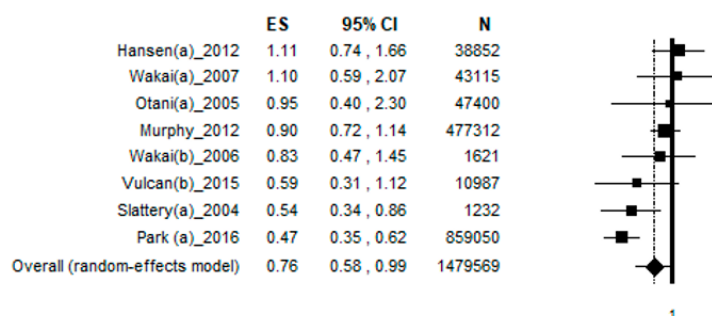 ES 95% CI N
Hansen(a)_2012 1.11 0.74 , 1.66 38852
Wakai(a)_2007 1.10 0.59 , 2.07 43115
Otani(a)_2005 0.95 0.40 , 2.30 47400
Murphy_2012 0.90 0.72 , 1.14 477312
Wakai(b)_2006 0.83 0.47 , 1.45 1621
Vulcan(b)_2015 0.59 0.31 , 1.12 10987
Slattery(a)_2004 0.54 0.34 , 0.86 1232
Park (a)_2016 0.47 0.35 , 0.62 859050
Overall (random-effects model) 0.76 0.58 , 0.99 1479569
1